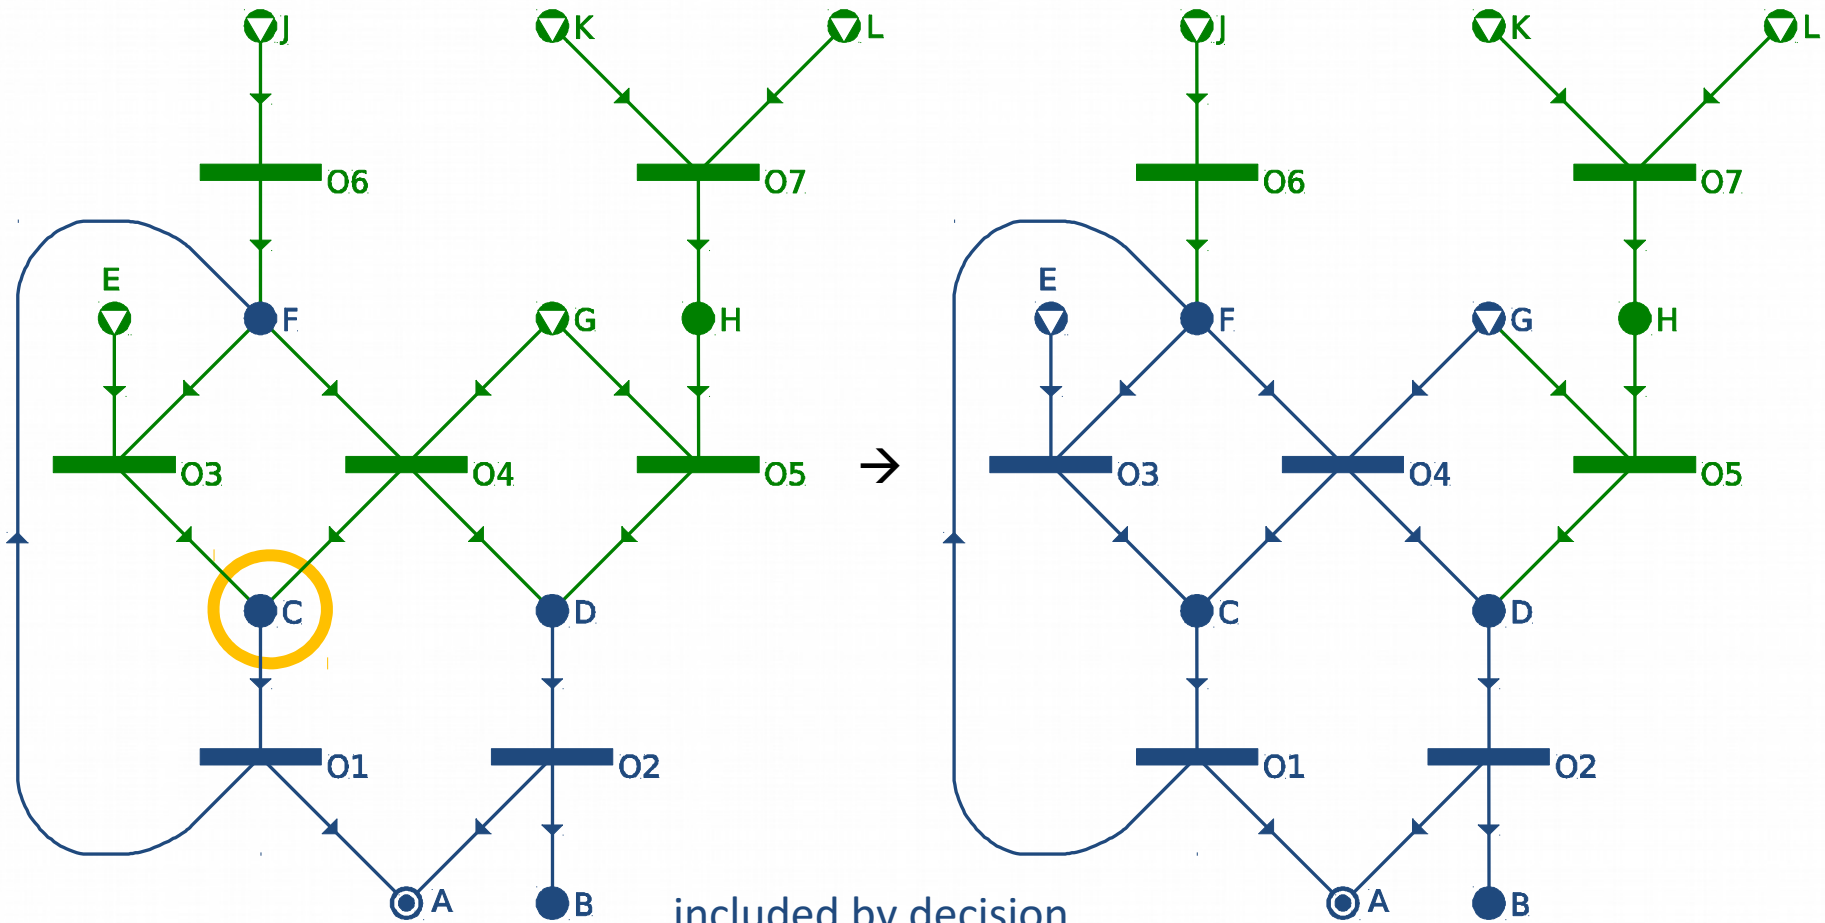 J K L J K L
O6 O7 O6 O7
E F G H E F G H
O3 O4 O5 → O3 O4 O5
C D C D
O1 O2 O1 O2
A B included by decision A B